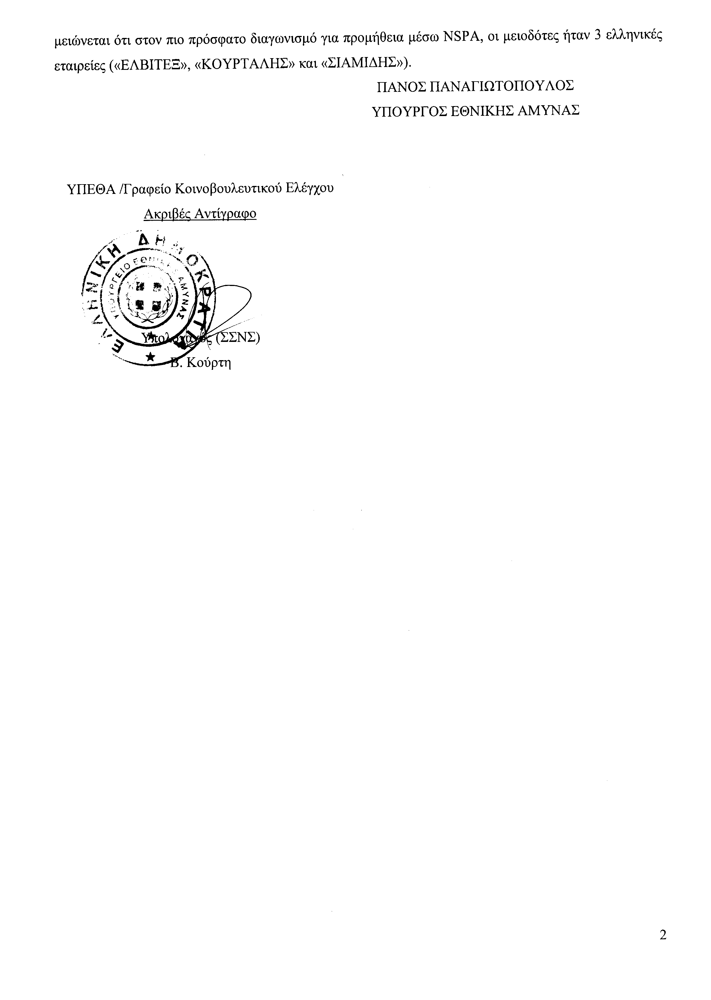 μειώνεται ότι στον πιο πρόσφατο διαγωνισμό για προμήθεια μέσω NSPA, οι μειοδότες ήταν 3 ελληνικές
εταιρείες («ΕΛΒΙΤΕΞ», «ΚΟΥΡΤΑΛΗΣ» και «ΣΙΑΜΙΔΗΣ»).
ΠΑΝΟΣ ΠΑΝΑΓΙΩΤΟΠΟΥΛΟΣ
ΥΠΟΥΡΓΟΣ ΕΘΝΙΚΗΣ ΑΜΥΝΑΣ
ΥΠΕΘΑ /Γραφείο Κοινοβουλευτικού Ελέγχου
Ακριβές Αντίγραφο
ΕΛΛΗΝΙΚΗ ΔΗΜΟΚΡΑΤΙΑ
ΥΠΟΥΡΓΕΙΟ ΕΘΝΙΚΗΣ ΑΜΥΝΑΣ
Υπολοχαγός (ΣΣΝΣ)
Β. Κούρτη
2